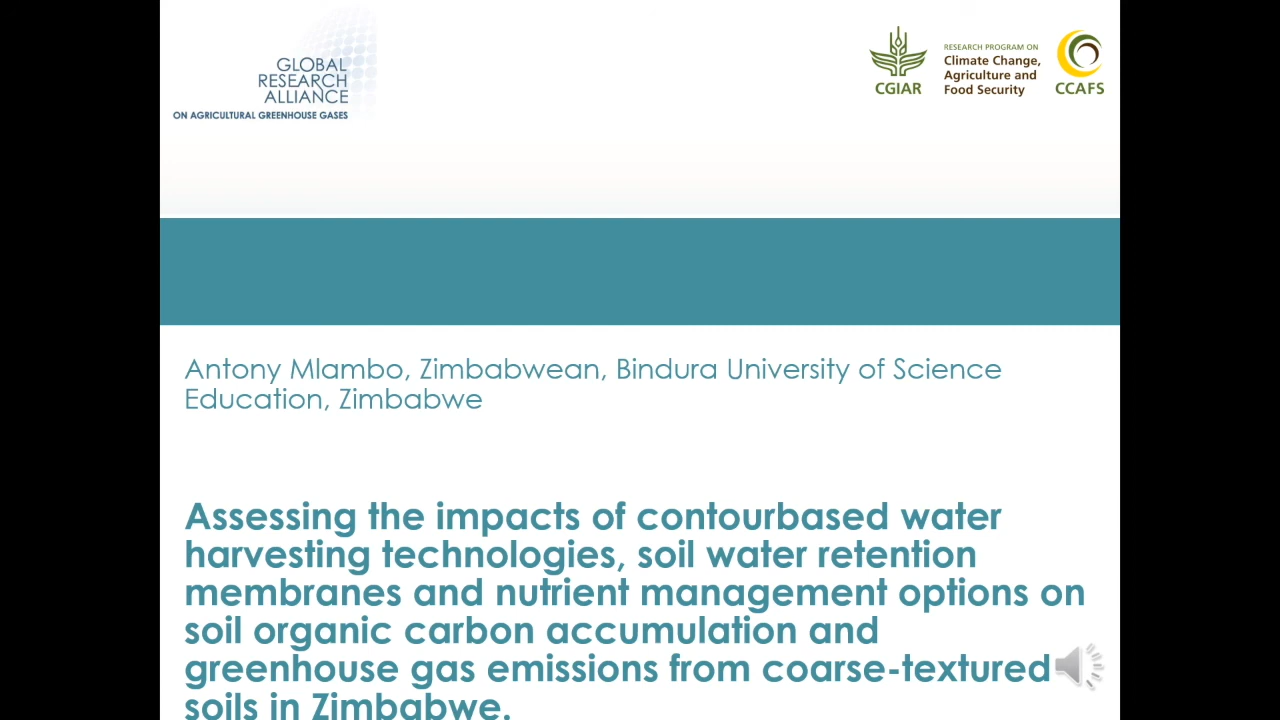 GLOBAL
RESEARCH
ALLIANCE
ON AGRICULTURAL GREENHOUSE GASES
CGIAR
RESEARCH PROGRAM ON
Climate Change,
Agriculture and
Food Security
CCAFS
Antony Mlambo, Zimbabwean, Bindura University of Science
Education, Zimbabwe
Assessing the impacts of contourbased water
harvesting technologies, soil water retention
membranes and nutrient management options on
soil organic carbon accumulation and
greenhouse gas emissions from coarse-textured
soils in Zimbabwe.